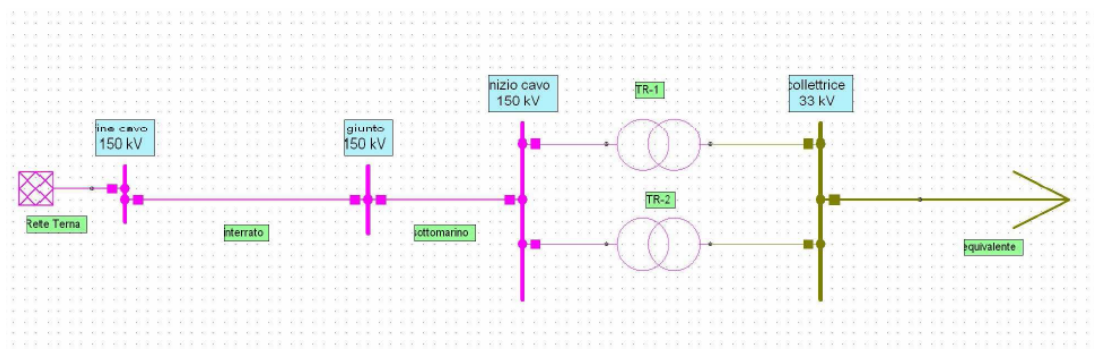 nizio cavo
150 kV
TR-1
collettrice
33 kV
ine cavo
150 kV
giunto
150 kV
TR-2
Rete Terna
nterrato
sottomarino
equivalente